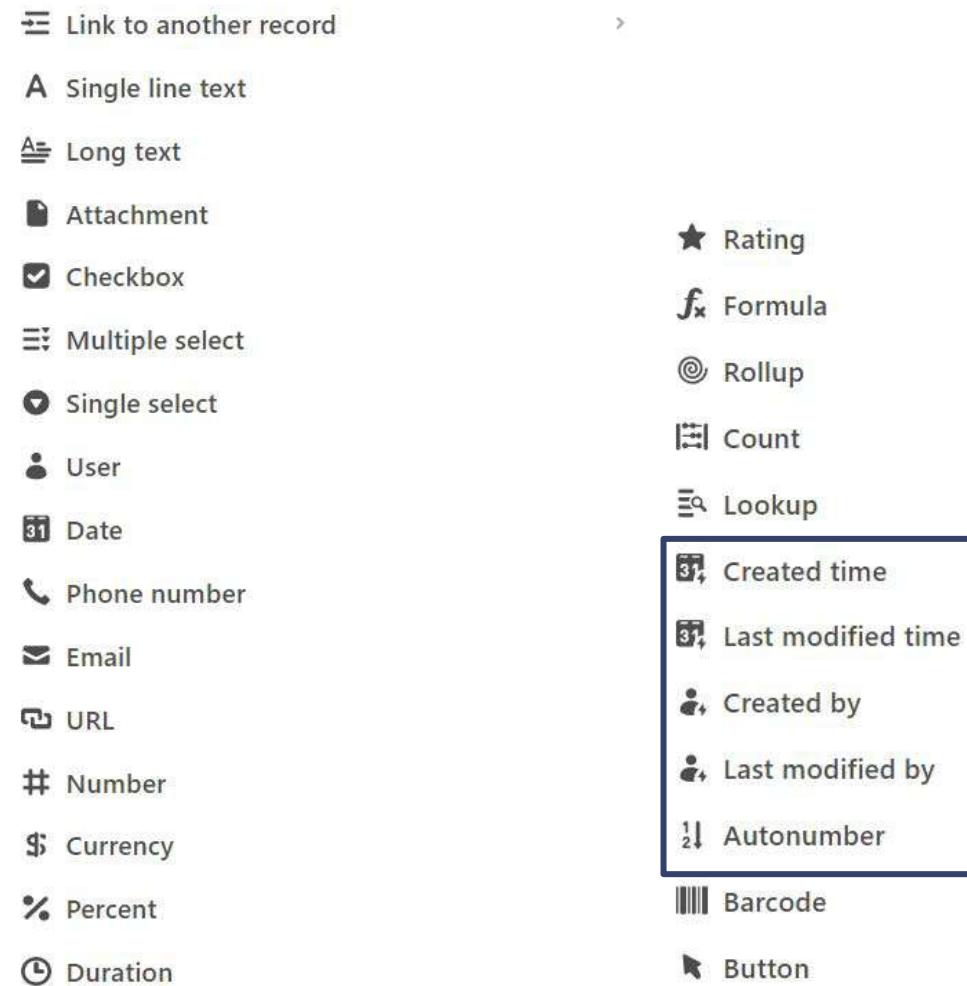 Link to another record
Single line text
Long text
Attachment
Checkbox
Multiple select
Single select
User
Date
Phone number
Email
URL
Number
Currency
Percent
Duration
Rating
Formula
Rollup
Count
Lookup
Created time
Last modified time
Created by
Last modified by
Autonumber
Barcode
Button